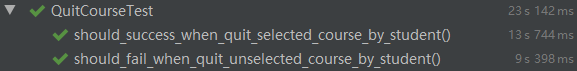 QuitCourseTest 23 s 142 ms
should_success_when_quit_selected_course_by_student() 13 s 744 ms
should_fail_when_quit_unselected_course_by_student() 9 s 398 ms